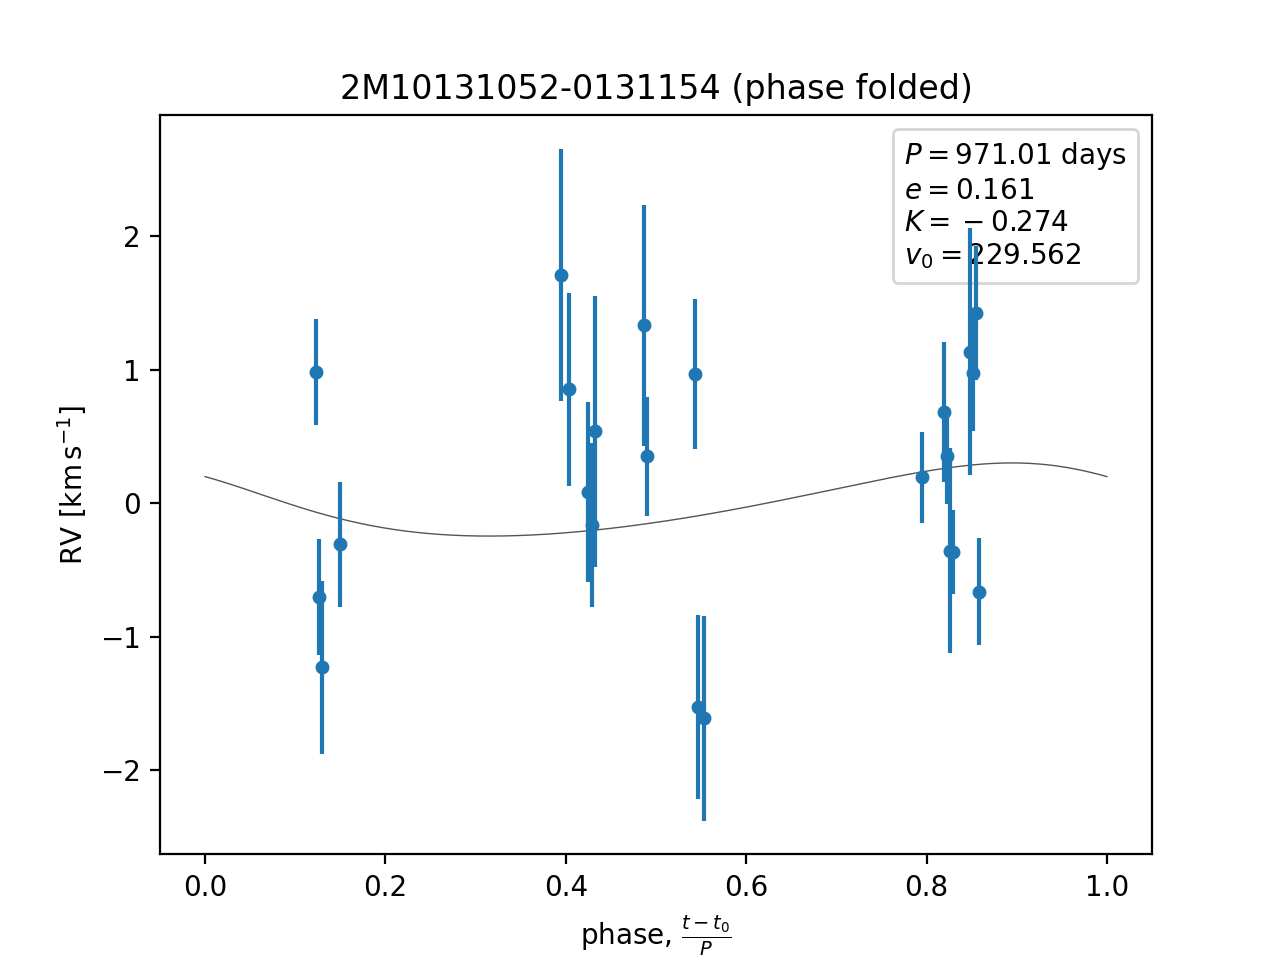 2M10131052-0131154 (phase folded)
P = 971.01 days
e = 0.161
K = −0.274
v₀ = 229.562
RV [km s⁻¹]
2
1
0
−1
−2
0.0 0.2 0.4 0.6 0.8 1.0
phase, (t − t₀)/P